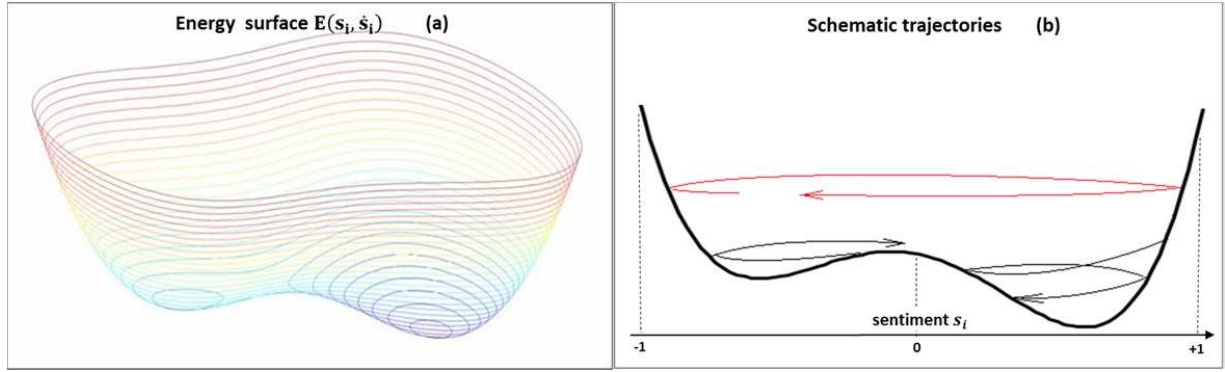 Energy surface E(sᵢ, ṡᵢ) (a)
Schematic trajectories (b)
sentiment sᵢ
-1
0
+1